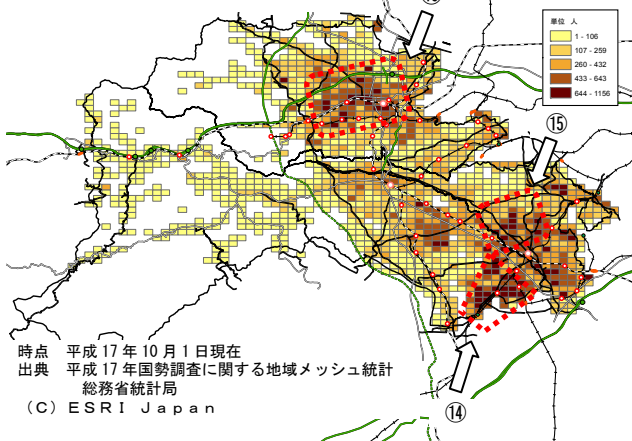 単位 人
1 - 106
107 - 259
260 - 432
433 - 643
644 - 1156
⑮
⑭
時点 平成 17 年 10 月 1 日現在
出典 平成 17 年国勢調査に関する地域メッシュ統計
総務省統計局
(C) ESRI Japan